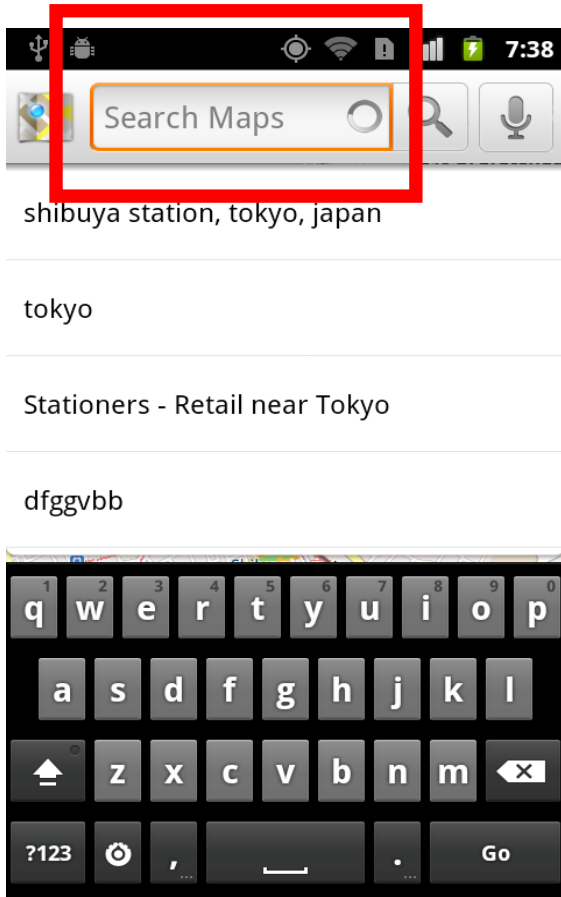 7:38
Search Maps
shibuya station, tokyo, japan
tokyo
Stationers - Retail near Tokyo
dfggvbb
1 2 3 4 5 6 7 8 9 0
q w e r t y u i o p
a s d f g h j k l
z x c v b n m
?123 , ... . ... Go